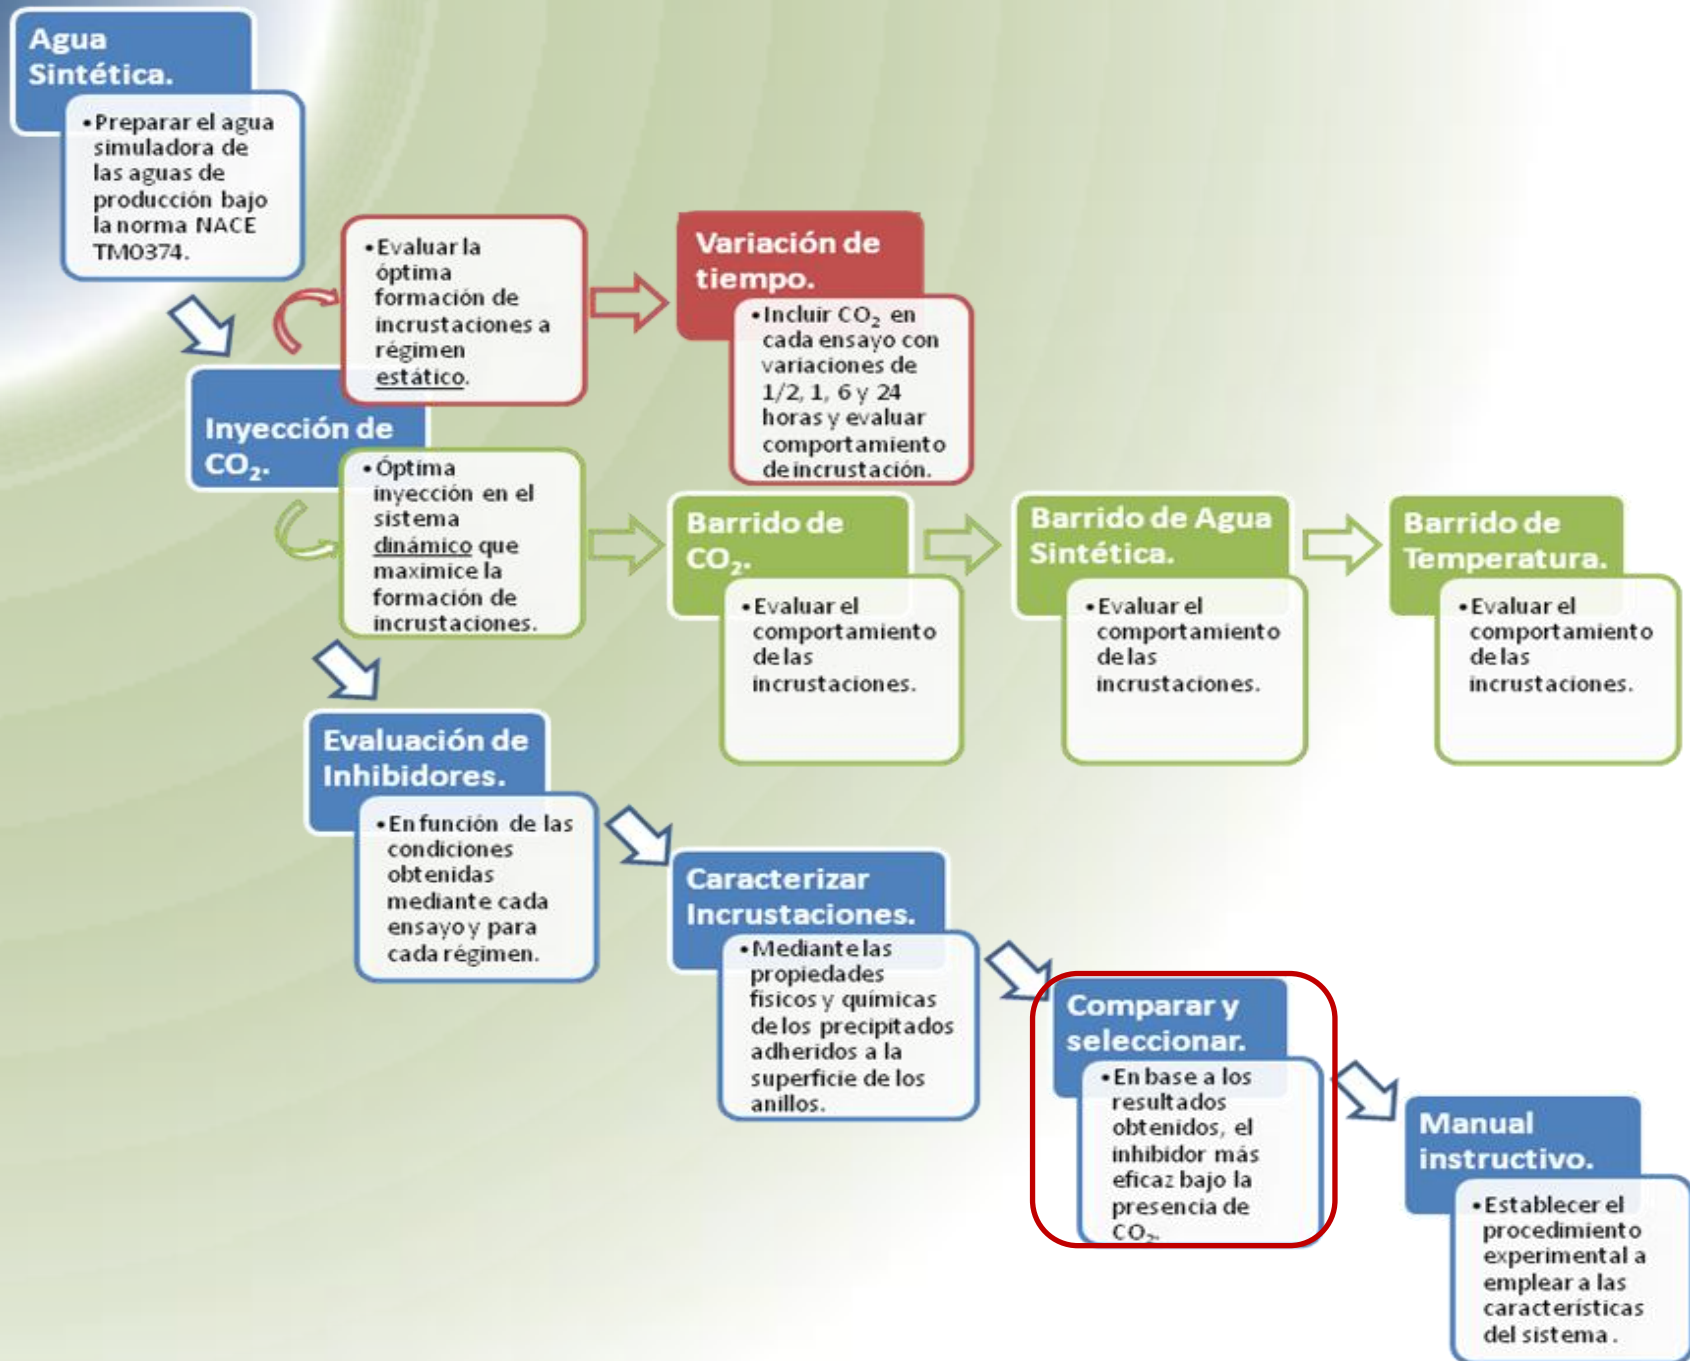 Agua
Sintética.
•Preparar el agua
simuladora de
las aguas de
producción bajo
la norma NACE
TM0374.
•Evaluar la
óptima
formación de
incrustaciones a
régimen
estático.
Variación de
tiempo.
•Incluir CO₂ en
cada ensayo con
variaciones de
1/2, 1, 6 y 24
horas y evaluar
comportamiento
de incrustación.
Inyección de
CO₂.
•Óptima
inyección en el
sistema
dinámico que
maximice la
formación de
incrustaciones.
Barrido de
CO₂.
•Evaluar el
comportamiento
de las
incrustaciones.
Barrido de Agua
Sintética.
•Evaluar el
comportamiento
de las
incrustaciones.
Barrido de
Temperatura.
•Evaluar el
comportamiento
de las
incrustaciones.
Evaluación de
Inhibidores.
•En función de las
condiciones
obtenidas
mediante cada
ensayo y para
cada régimen.
Caracterizar
Incrustaciones.
•Mediante las
propiedades
físicos y químicas
de los precipitados
adheridos a la
superficie de los
anillos.
Comparar y
seleccionar.
•En base a los
resultados
obtenidos, el
inhibidor más
eficaz bajo la
presencia de
CO₂.
Manual
instructivo.
•Establecer el
procedimiento
experimental a
emplear a las
características
del sistema.